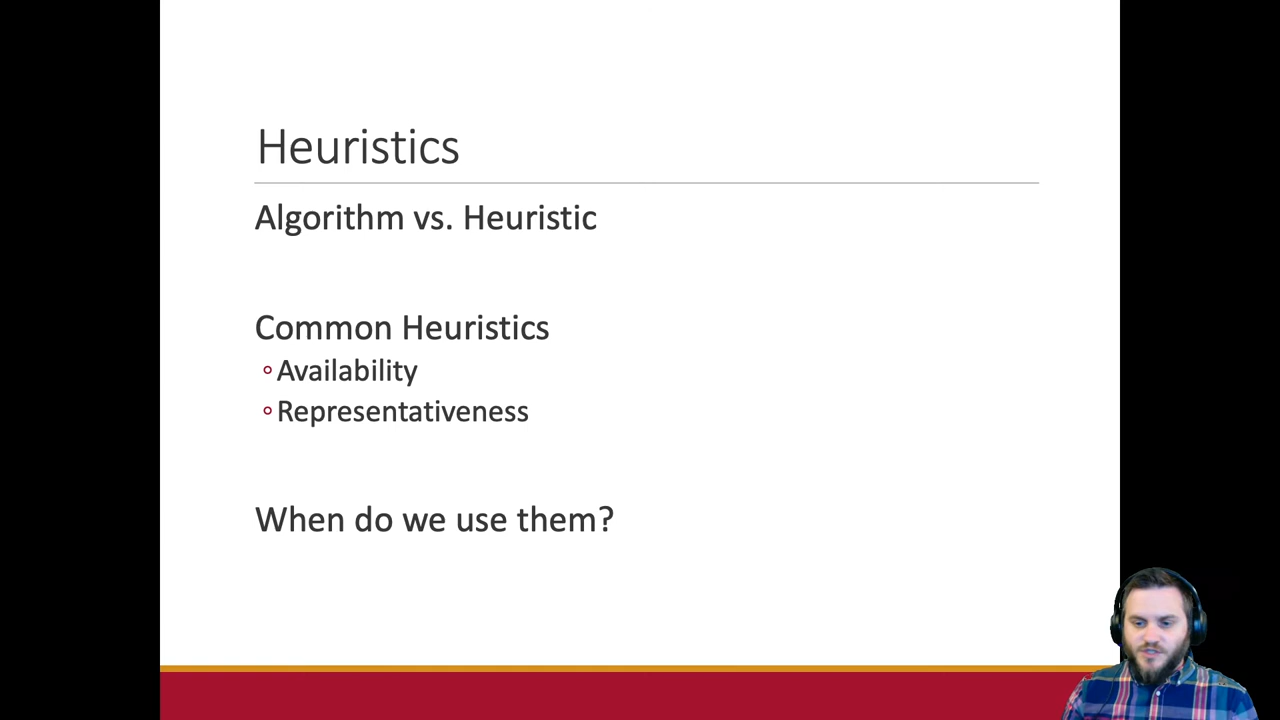 Heuristics
Algorithm vs. Heuristic
Common Heuristics
Availability
Representativeness
When do we use them?